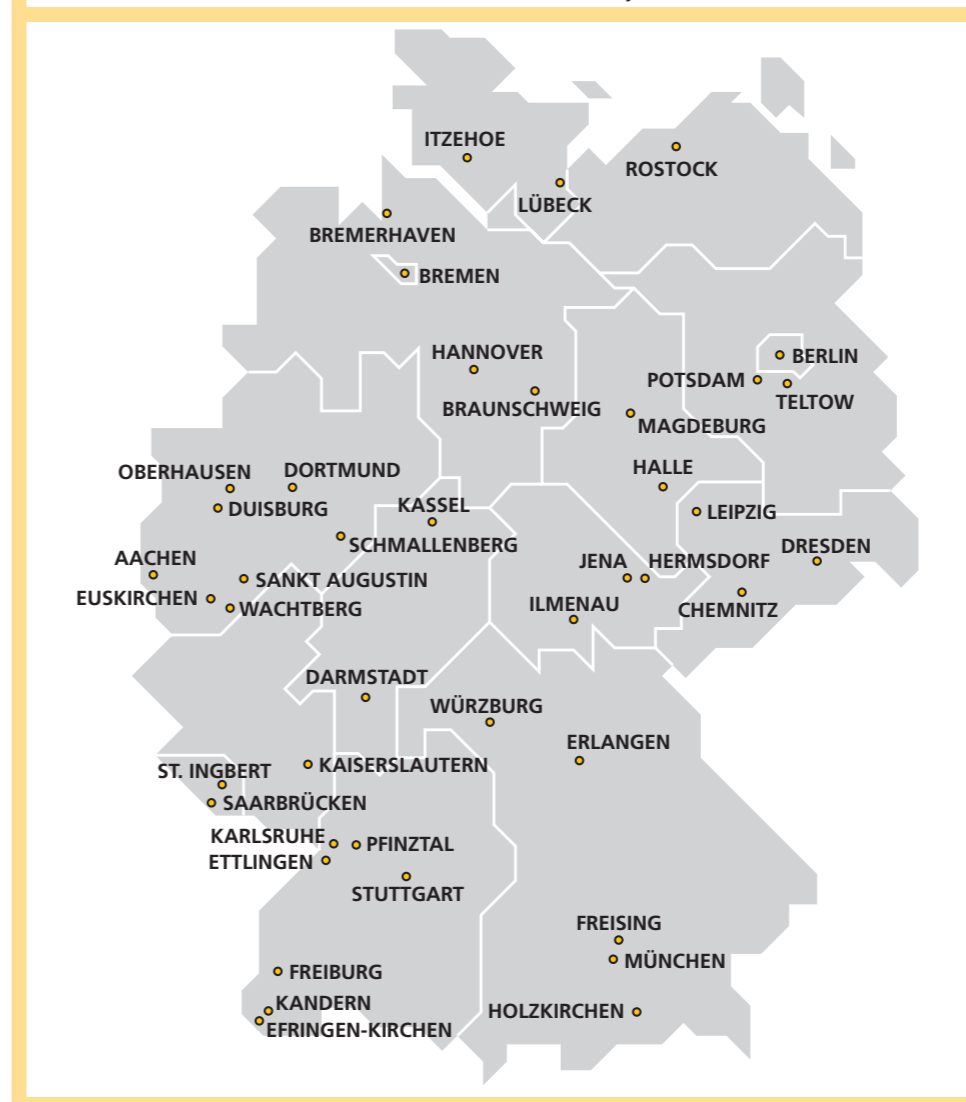 ITZEHOE
ROSTOCK
LÜBECK
BREMERHAVEN
BREMEN
HANNOVER
BERLIN
POTSDAM
TELTOW
BRAUNSCHWEIG
MAGDEBURG
OBERHAUSEN
DORTMUND
HALLE
DUISBURG
KASSEL
LEIPZIG
SCHMALLENBERG
DRESDEN
AACHEN
JENA
HERMSDORF
SANKT AUGUSTIN
EUSKIRCHEN
WACHTBERG
ILMENAU
CHEMNITZ
DARMSTADT
WÜRZBURG
ERLANGEN
ST. INGBERT
KAISERSLAUTERN
SAARBRÜCKEN
KARLSRUHE
PFINZTAL
ETTLINGEN
STUTTGART
FREISING
MÜNCHEN
FREIBURG
KANDERN
HOLZKIRCHEN
EFRINGEN-KIRCHEN